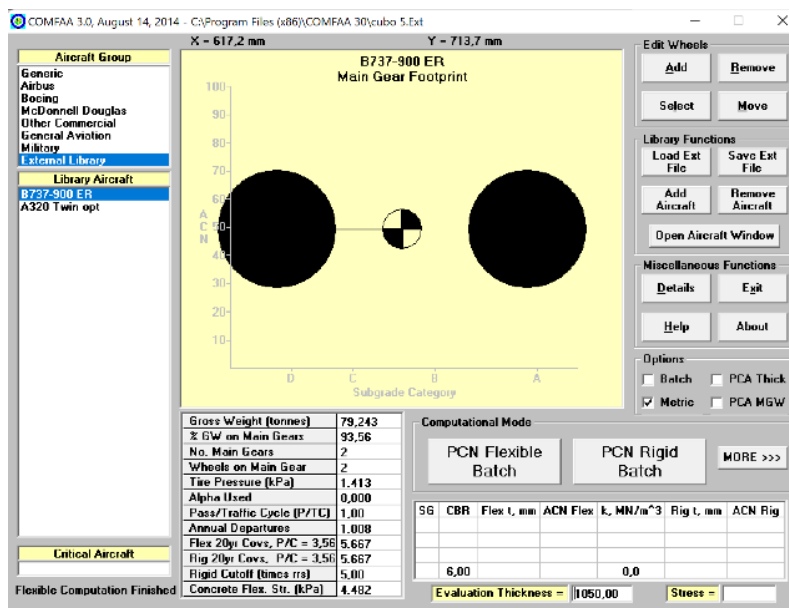 COMFAA 3.0, August 14, 2014 - C:\Program Files (x86)\COMFAA 30\cubo 5.Ext
X - 617,2 mm Y - 713,7 mm
Aircraft Group
Generic
Airbus
Boeing
McDonnell Douglas
Other Commercial
General Aviation
Military
External Library
Library Aircraft
B737-900 ER
A320 Twin opt
Critical Aircraft
Flexible Computation Finished
B737-900 ER
Main Gear Footprint
100
90
80
70
60
50
40
30
20
10
A
C
N
D C B A
Subgrade Category
Gross Weight (tonnes) 79,243
% GW on Main Gears 93,56
No. Main Gears 2
Wheels on Main Gear 2
Tire Pressure (kPa) 1.413
Alpha Used 0,000
Pass/Traffic Cycle (P/TC) 1,00
Annual Departures 1.008
Flex 20yr Covs, P/C = 3,56 5.667
Rig 20yr Covs, P/C = 3,56 5.667
Rigid Cutoff (times rrs) 5,00
Concrete Flex. Str. (kPa) 4.482
Edit Wheels
Add Remove
Select Move
Library Functions
Load Ext File Save Ext File
Add Aircraft Remove Aircraft
Open Aircraft Window
Miscellaneous Functions
Details Exit
Help About
Options
Batch PCA Thick
Metric PCA MGW
Computational Mode
PCN Flexible Batch PCN Rigid Batch MORE >>>
SG CBR Flex t, mm ACN Flex k, MN/m^3 Rig t, mm ACN Rig
6,00 0,0
Evaluation Thickness = 1050,00 Stress =